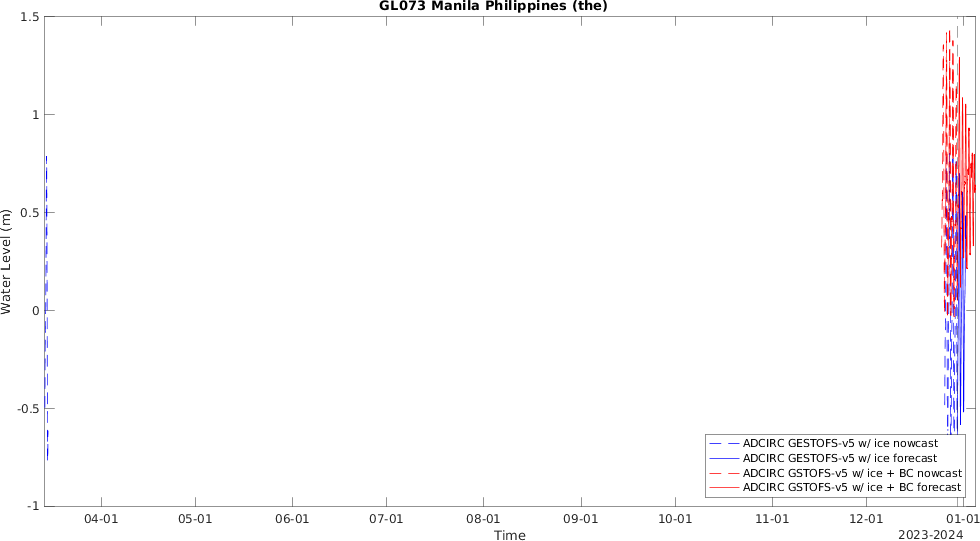 GL073 Manila Philippines (the)
1.5
1
0.5
0
-0.5
-1
Water Level (m)
04-01 05-01 06-01 07-01 08-01 09-01 10-01 11-01 12-01 01-01
Time
2023-2024
ADCIRC GESTOFS-v5 w/ ice nowcast
ADCIRC GESTOFS-v5 w/ ice forecast
ADCIRC GSTOFS-v5 w/ ice + BC nowcast
ADCIRC GSTOFS-v5 w/ ice + BC forecast